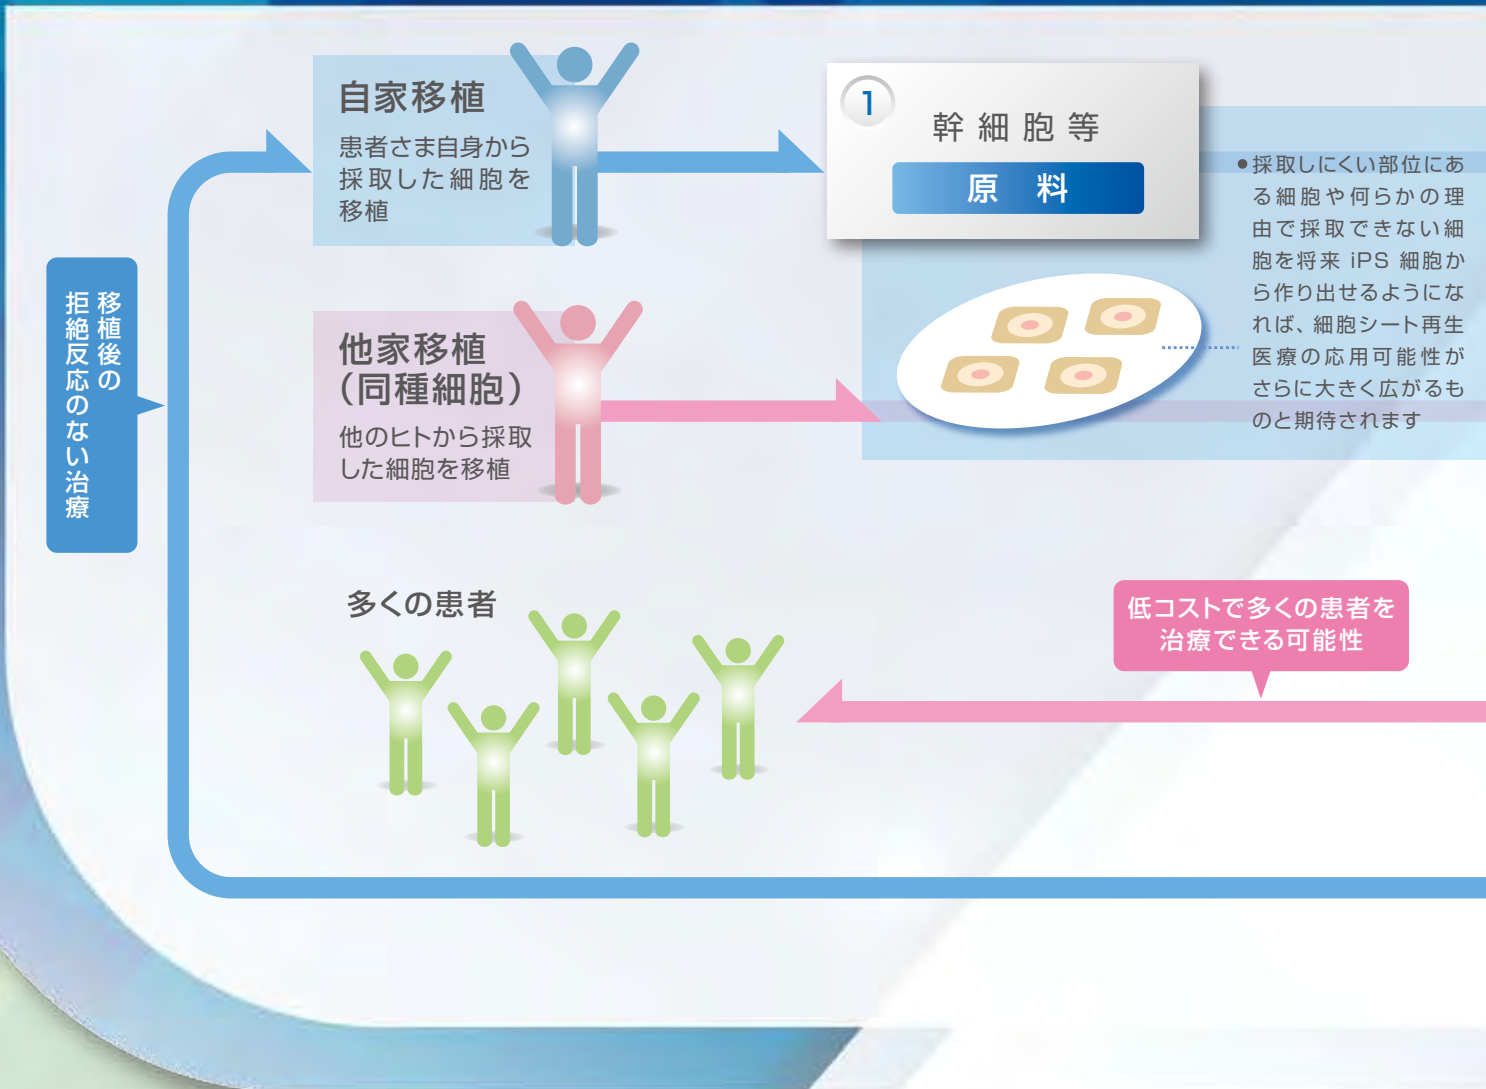 自家移植
患者さま自身から
採取した細胞を
移植
1
幹細胞等
原料
●採取しにくい部位にあ
る細胞や何らかの理
由で採取できない細
胞を将来 iPS 細胞か
ら作り出せるようにな
れば、細胞シート再生
医療の応用可能性が
さらに大きく広がるも
のと期待されます
移植後の
拒絶反応のない治療
他家移植
（同種細胞）
他のヒトから採取
した細胞を移植
多くの患者
低コストで多くの患者を
治療できる可能性